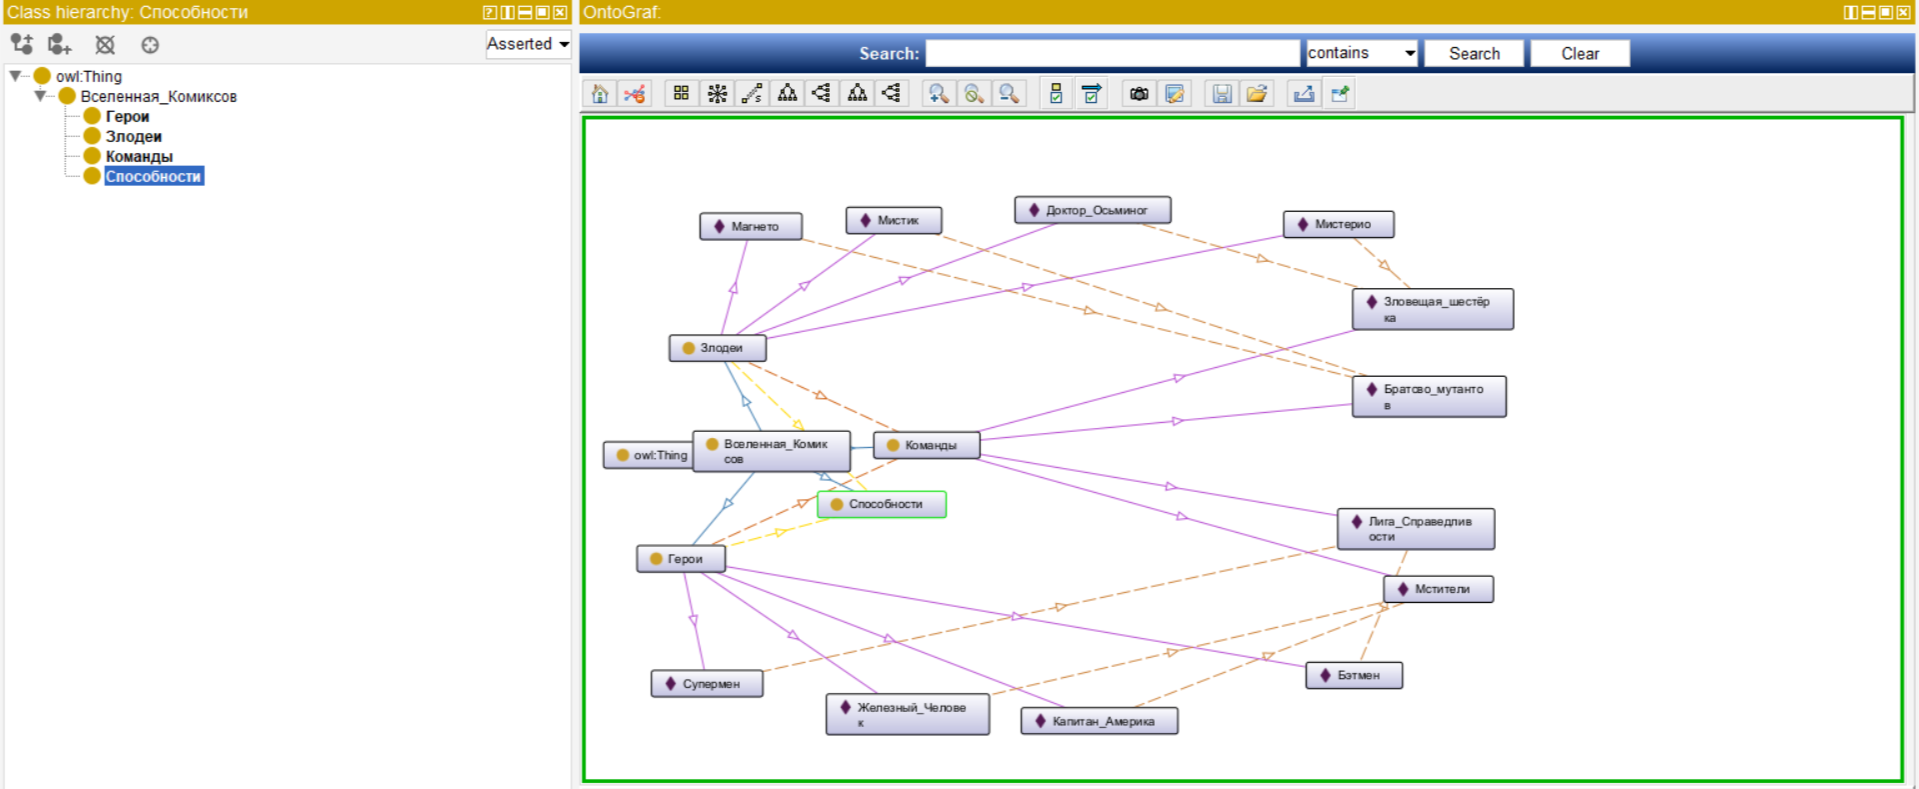 Class hierarchy: Способности
Asserted
owl:Thing
Вселенная_Комиксов
Герои
Злодеи
Команды
Способности
OntoGraf:
Search:
contains
Search
Clear
Магнето
Мистик
Доктор_Осьминог
Мистерио
Зловещая_шестёр
ка
Злодеи
Братсво_мутанто
в
Вселенная_Комик
сов
owl:Thing
Команды
Способности
Лига_Справедлив
ости
Герои
Мстители
Супермен
Бэтмен
Железный_Челове
к
Капитан_Америка